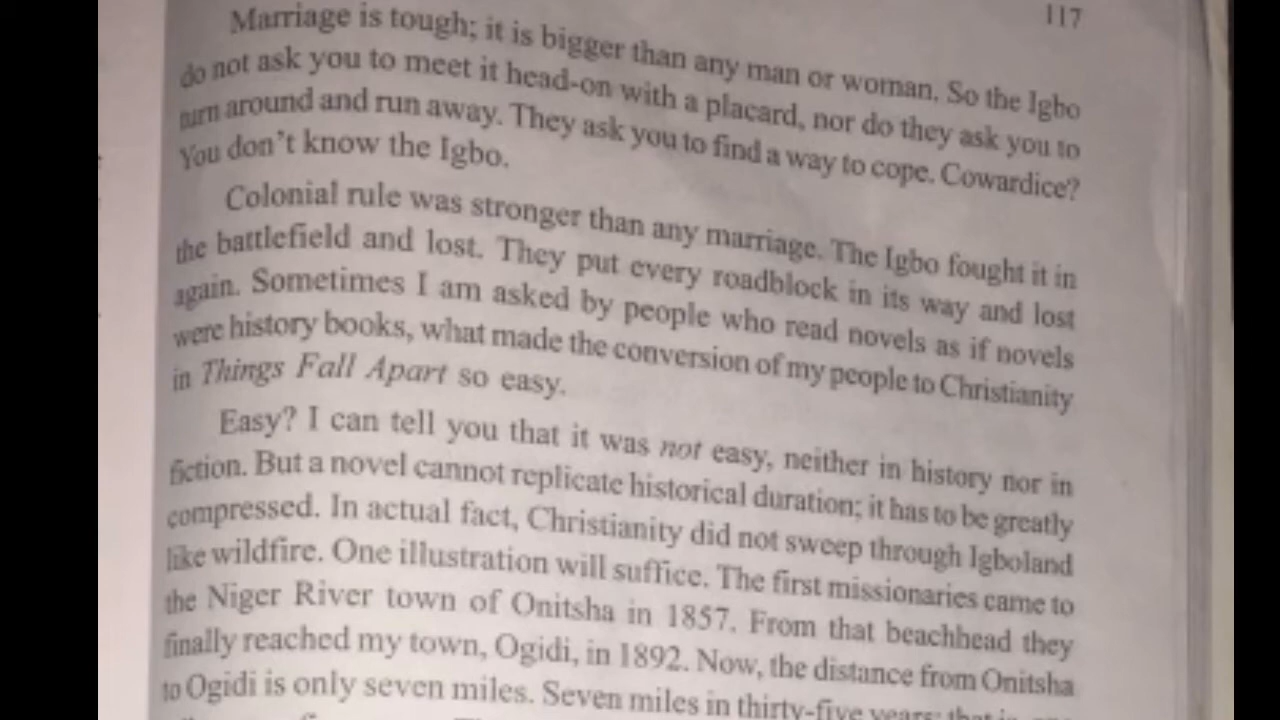 117
Marriage is tough; it is bigger than any man or woman. So the Igbo
do not ask you to meet it head-on with a placard, nor do they ask you to
turn around and run away. They ask you to find a way to cope. Cowardice?
You don't know the Igbo.
Colonial rule was stronger than any marriage. The Igbo fought it in
the battlefield and lost. They put every roadblock in its way and lost
again. Sometimes I am asked by people who read novels as if novels
were history books, what made the conversion of my people to Christianity
in Things Fall Apart so easy.
Easy? I can tell you that it was not easy, neither in history nor in
fiction. But a novel cannot replicate historical duration; it has to be greatly
compressed. In actual fact, Christianity did not sweep through Igboland
like wildfire. One illustration will suffice. The first missionaries came to
the Niger River town of Onitsha in 1857. From that beachhead they
finally reached my town, Ogidi, in 1892. Now, the distance from Onitsha
to Ogidi is only seven miles. Seven miles in thirty-five years: that is